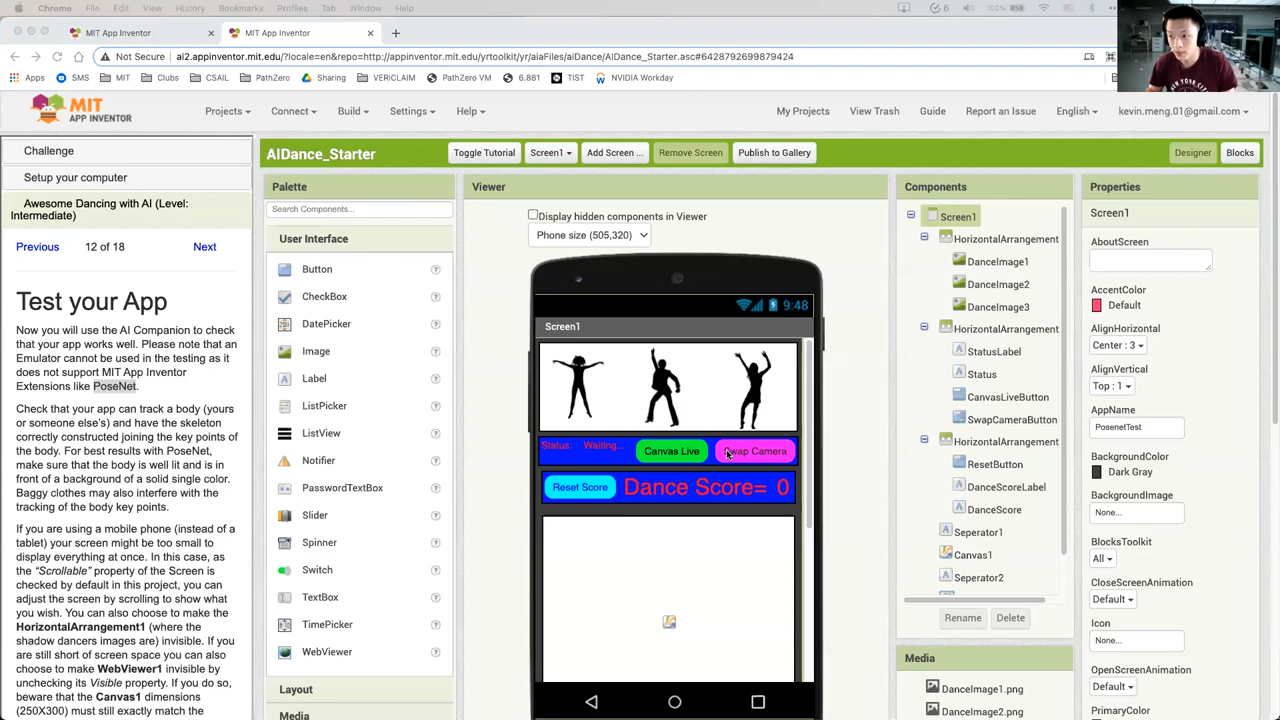 Chrome File Edit View History Bookmarks Profiles Tab Window Help
MIT App Inventor
MIT App Inventor
Not Secure ai2.appinventor.mit.edu/?locale=en&repo=http://appinventor.mit.edu/yrtoolkit/yr/aiaFiles/aiDance/AIDance_Starter.asc#6428792699879424
Apps SMS MIT Clubs CSAIL PathZero Sharing VERiCLAIM PathZero VM 6.881 TIST NVIDIA Workday
MIT APP INVENTOR
Projects Connect Build Settings Help My Projects View Trash Guide Report an Issue English kevin.meng.01@gmail.com
Challenge
Setup your computer
Awesome Dancing with AI (Level: Intermediate)
Previous 12 of 18 Next
Test your App
Now you will use the AI Companion to check
that your app works well. Please note that an
Emulator cannot be used in the testing as it
does not support MIT App Inventor
Extensions like PoseNet.
Check that your app can track a body (yours
or someone else's) and have the skeleton
correctly constructed joining the key points of
the body. For best results with PoseNet,
make sure that the body is well lit and is in
front of a background of a solid single color.
Baggy clothes may also interfere with the
tracking of the body key points.
If you are using a mobile phone (instead of a
tablet) your screen might be too small to
display everything at once. In this case, as
the “Scrollable” property of the Screen is
checked by default in this project, you can
adjust the screen by scrolling to show what
you wish. You can also choose to make the
HorizontalArrangement1 (where the
shadow dancers images are) invisible. If you
are still short of screen space you can also
choose to make WebViewer1 invisible by
unchecking its Visible property. If you do so,
beware that the Canvas1 dimensions
(250X300) must still exactly match the
AIDance_Starter Toggle Tutorial Screen1 Add Screen ... Remove Screen Publish to Gallery Designer Blocks
Palette
Search Components...
User Interface
Button ?
CheckBox ?
DatePicker ?
Image ?
Label ?
ListPicker ?
ListView ?
Notifier ?
PasswordTextBox ?
Slider ?
Spinner ?
Switch ?
TextBox ?
TimePicker ?
WebViewer ?
Layout
Media
Viewer
Display hidden components in Viewer
Phone size (505,320)
9:48
Screen1
Status: Waiting... Canvas Live Swap Camera
Reset Score Dance Score= 0
Components
Screen1
HorizontalArrangement
DanceImage1
DanceImage2
DanceImage3
HorizontalArrangement
StatusLabel
Status
CanvasLiveButton
SwapCameraButton
HorizontalArrangement
ResetButton
DanceScoreLabel
DanceScore
Seperator1
Canvas1
Seperator2
Rename Delete
Media
DanceImage1.png
DanceImage2.png
Properties
Screen1
AboutScreen
AccentColor
Default
AlignHorizontal
Center : 3
AlignVertical
Top : 1
AppName
PosenetTest
BackgroundColor
Dark Gray
BackgroundImage
None...
BlocksToolkit
All
CloseScreenAnimation
Default
Icon
None...
OpenScreenAnimation
Default
PrimaryColor